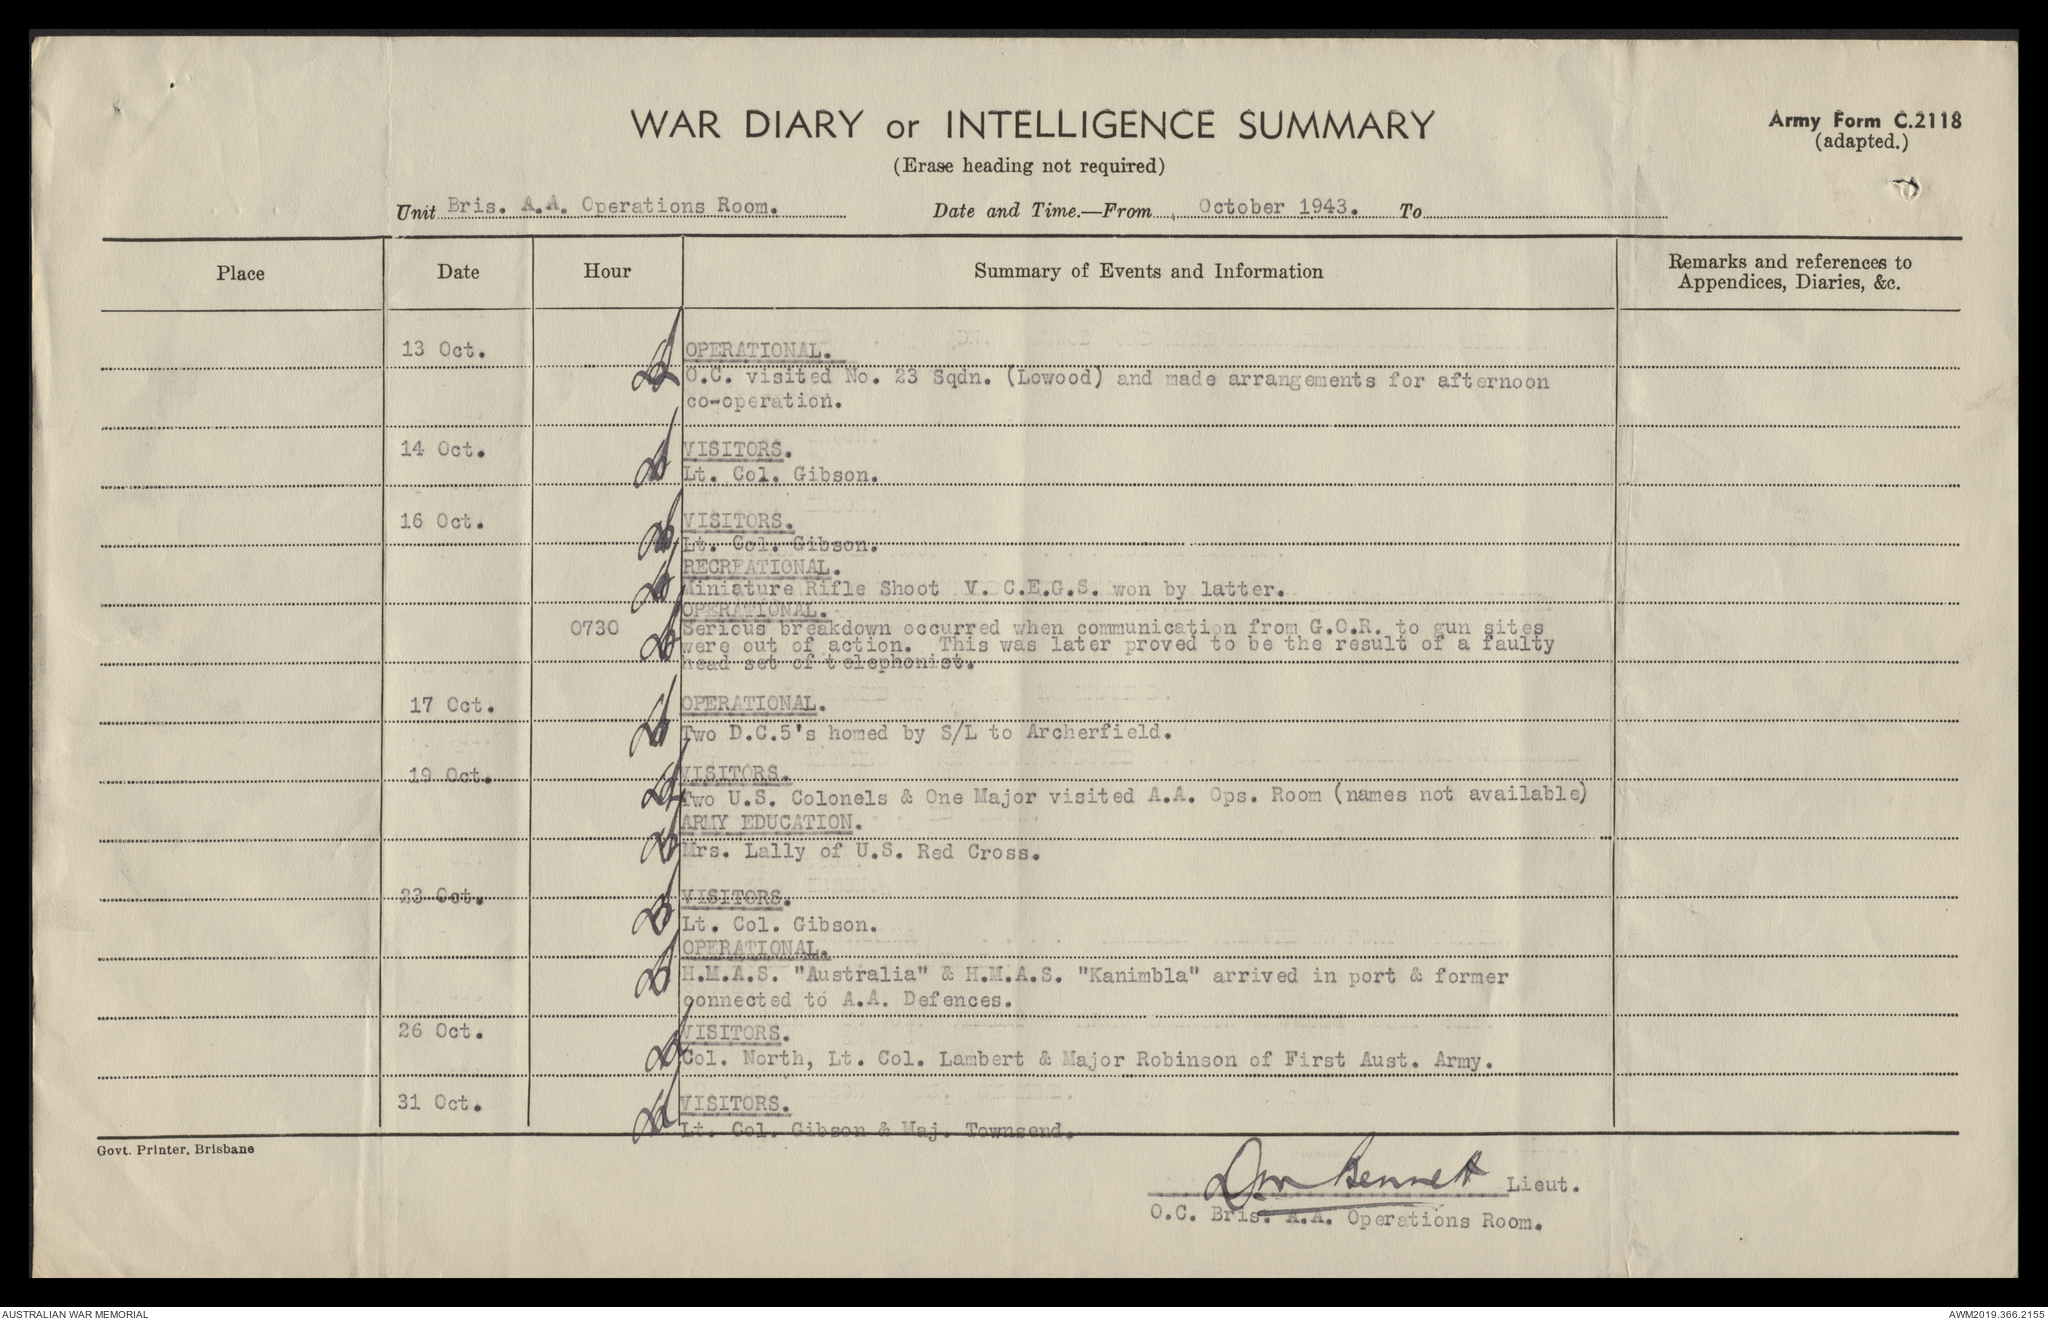 WAR DIARY or INTELLIGENCE SUMMARY
Army Form C.2118
(adapted.)
(Erase heading not required)
Unit Bris. A.A. Operations Room. Date and Time.—From October 1943. To
Place Date Hour Summary of Events and Information Remarks and references to
Appendices, Diaries, &c.
13 Oct. OPERATIONAL.
O.C. visited No. 23 Sqdn. (Lowood) and made arrangements for afternoon
co-operation.
14 Oct. VISITORS.
Lt. Col. Gibson.
16 Oct. VISITORS.
Lt. Col. Gibson.
RECREATIONAL.
Miniature Rifle Shoot V. C.E.G.S. won by latter.
OPERATIONAL.
0730 Serious breakdown occurred when communication from G.O.R. to gun sites
were out of action. This was later proved to be the result of a faulty
head set of telephonist.
17 Oct. OPERATIONAL.
Two D.C.5's homed by S/L to Archerfield.
19 Oct. VISITORS.
Two U.S. Colonels & One Major visited A.A. Ops. Room (names not available)
ARMY EDUCATION.
Mrs. Lally of U.S. Red Cross.
23 Oct. VISITORS.
Lt. Col. Gibson.
OPERATIONAL.
H.M.A.S. "Australia" & H.M.A.S. "Kanimbla" arrived in port & former
connected to A.A. Defences.
26 Oct. VISITORS.
Col. North, Lt. Col. Lambert & Major Robinson of First Aust. Army.
31 Oct. VISITORS.
Lt. Col. Gibson & Maj. Townsend.
Govt. Printer, Brisbane
Bennett Lieut.
O.C. Bris. A.A. Operations Room.
AUSTRALIAN WAR MEMORIAL AWM2019.366.2155